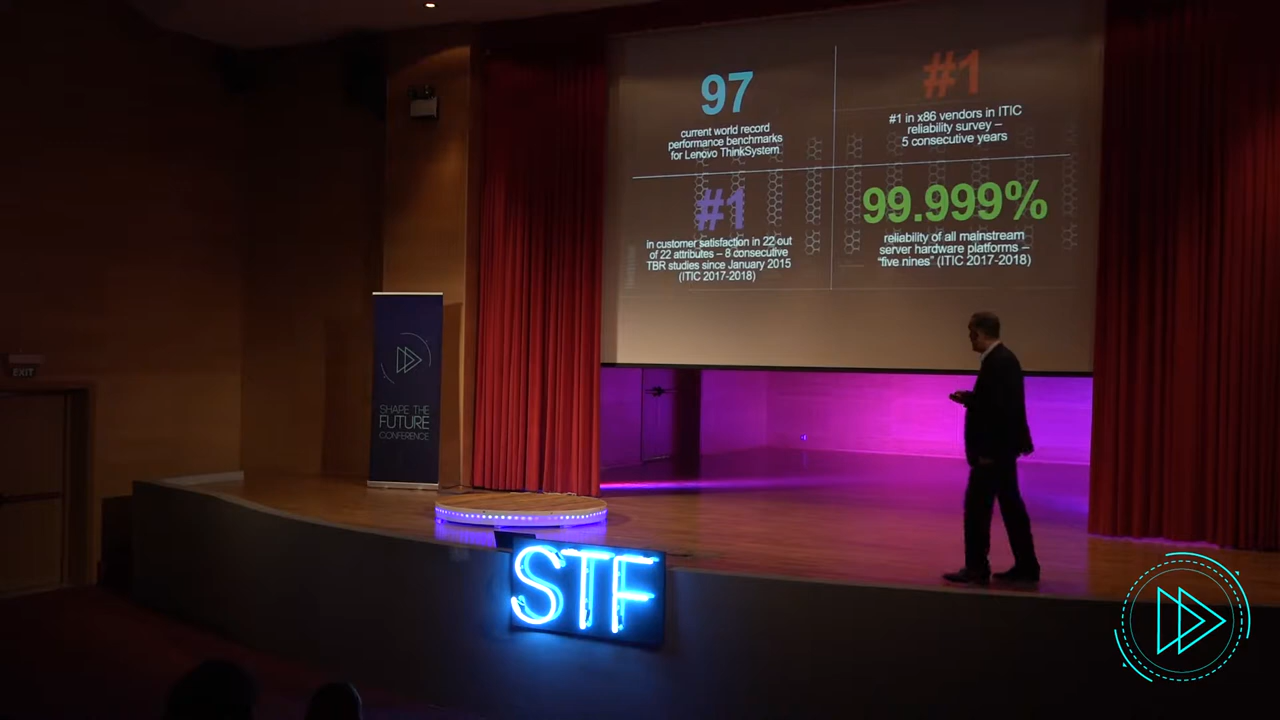 97
current world record
performance benchmarks
for Lenovo ThinkSystem.
#1
#1 in x86 vendors in ITIC
reliability survey –
5 consecutive years
#1
in customer satisfaction in 22 out
of 22 attributes – 8 consecutive
TBR studies since January 2015
(ITIC 2017-2018)
99.999%
reliability of all mainstream
server hardware platforms –
“five nines” (ITIC 2017-2018)
EXIT
SHAPE THE
FUTURE
CONFERENCE
STF